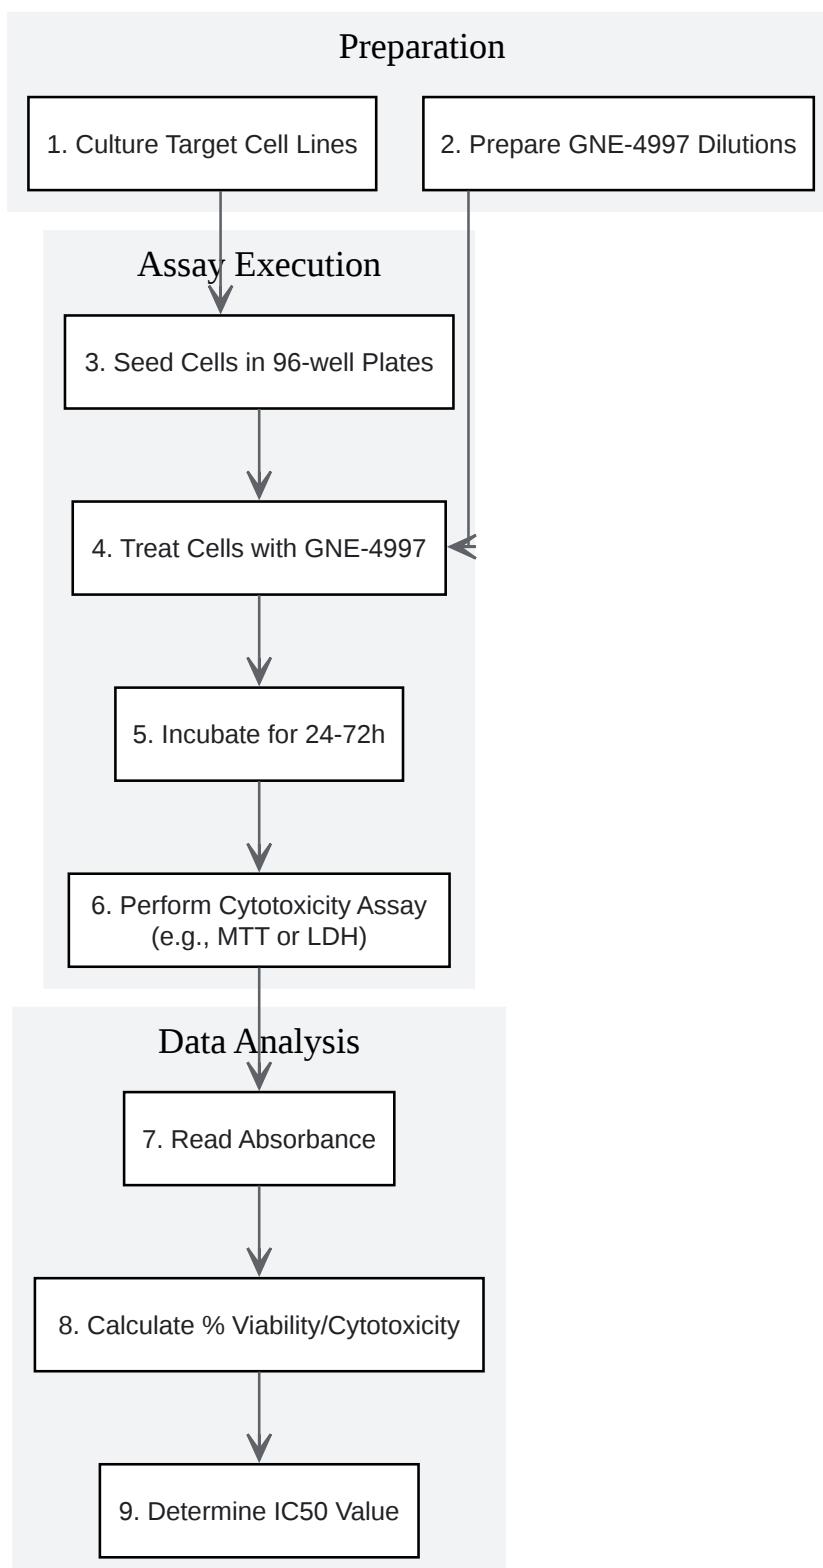 Preparation
1. Culture Target Cell Lines
2. Prepare GNE-4997 Dilutions
Assay Execution
3. Seed Cells in 96-well Plates
4. Treat Cells with GNE-4997
5. Incubate for 24-72h
6. Perform Cytotoxicity Assay
(e.g., MTT or LDH)
Data Analysis
7. Read Absorbance
8. Calculate % Viability/Cytotoxicity
9. Determine IC50 Value